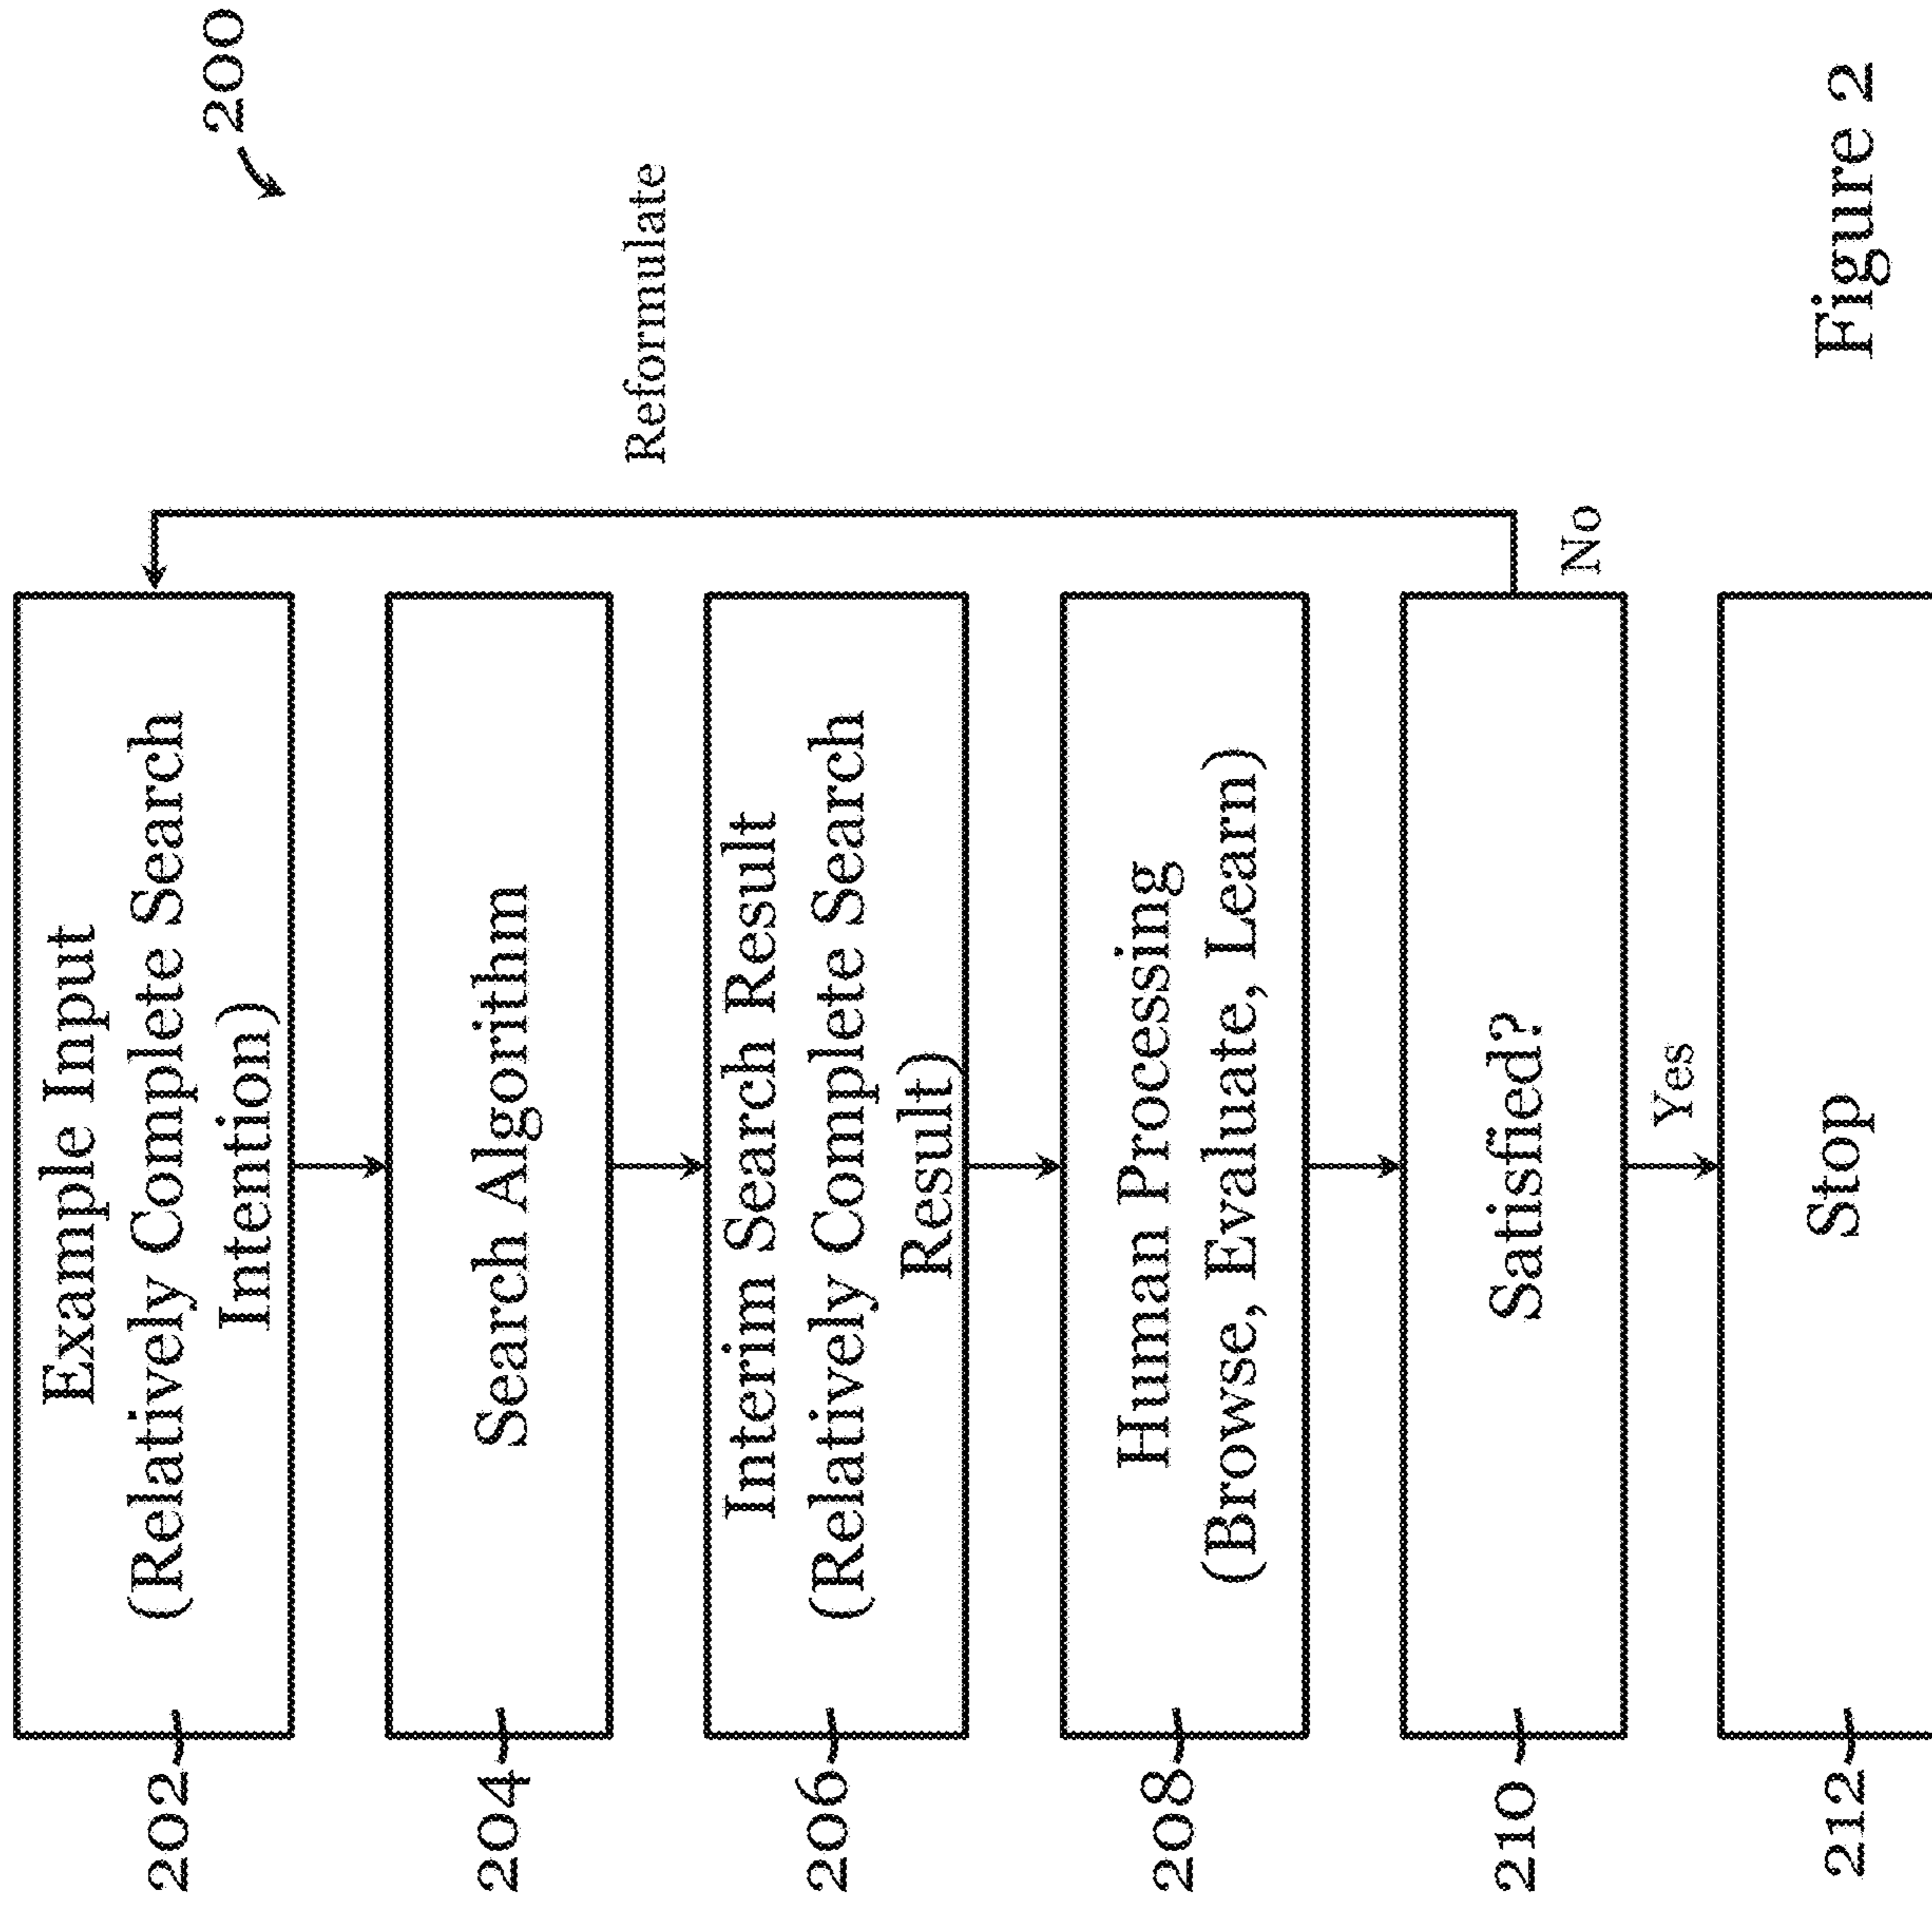 200
202
Example Input
(Relatively Complete Search
Intention)
204
Search Algorithm
Reformulate
206
Interim Search Result
(Relatively Complete Search
Result)
208
Human Processing
(Browse, Evaluate, Learn)
210
Satisfied?
No
Yes
212
Stop
Figure 2